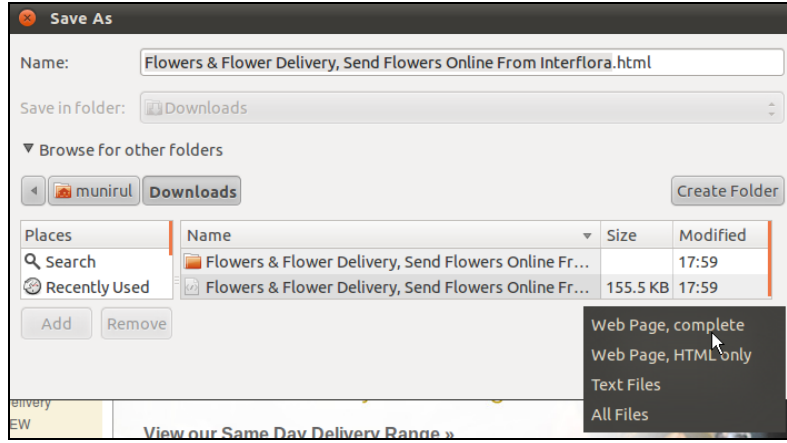 Save As
Name: Flowers & Flower Delivery, Send Flowers Online From Interflora.html
Save in folder: Downloads
Browse for other folders
munirul Downloads Create Folder
Places Name Size Modified
Search Flowers & Flower Delivery, Send Flowers Online Fr... 17:59
Recently Used Flowers & Flower Delivery, Send Flowers Online Fr... 155.5 KB 17:59
Add Remove
Web Page, complete
Web Page, HTML only
Text Files
All Files
View our Same Day Delivery Range »